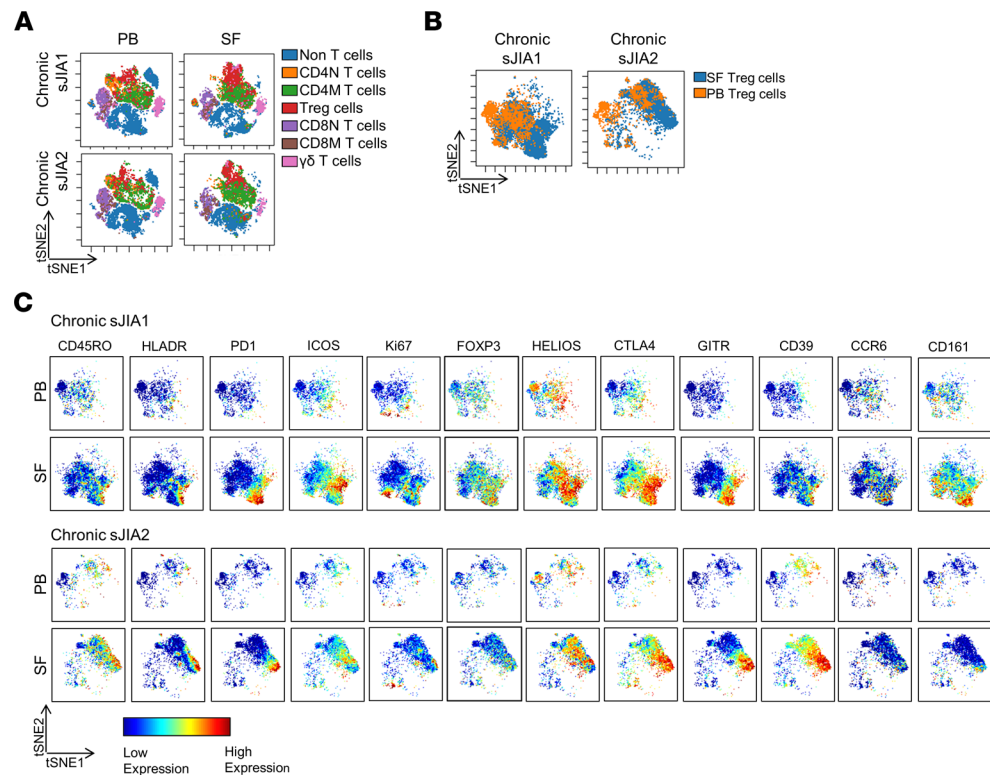 A
PB
SF
Chronic
sJIA1
Chronic
sJIA2
tSNE2
tSNE1
Non T cells
CD4N T cells
CD4M T cells
Treg cells
CD8N T cells
CD8M T cells
γδ T cells
B
Chronic
sJIA1
Chronic
sJIA2
SF Treg cells
PB Treg cells
tSNE2
tSNE1
C
Chronic sJIA1
CD45RO HLADR PD1 ICOS Ki67 FOXP3 HELIOS CTLA4 GITR CD39 CCR6 CD161
PB
SF
Chronic sJIA2
PB
SF
tSNE2
tSNE1
Low
Expression
High
Expression